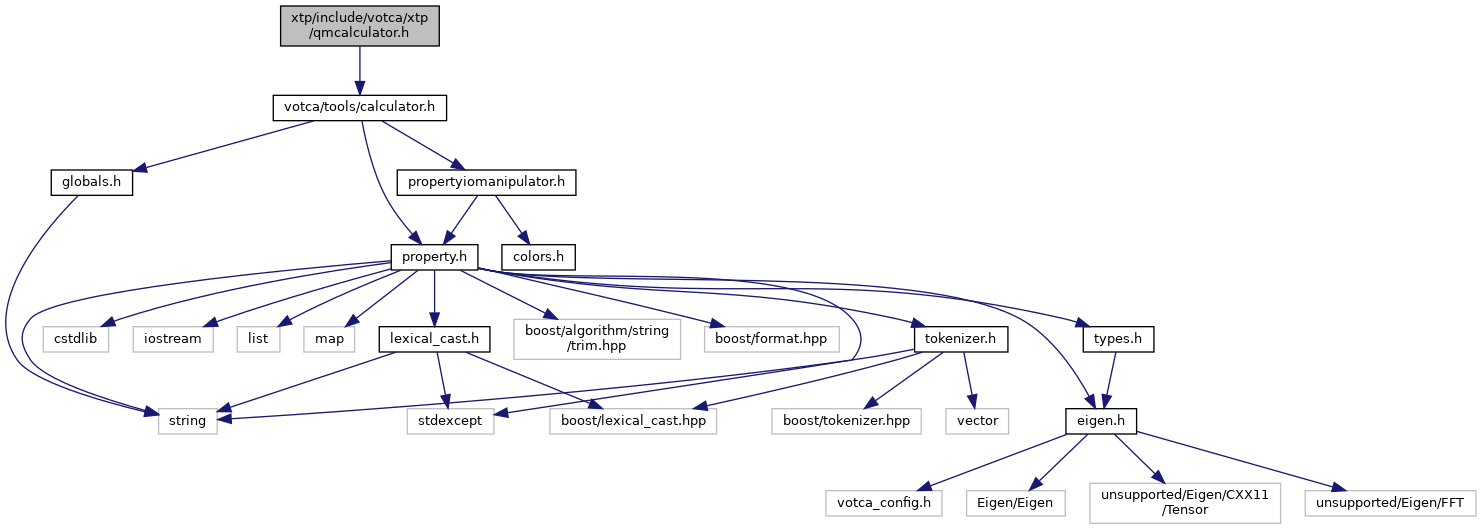 xtp/include/votca/xtp
/qmcalculator.h
votca/tools/calculator.h
globals.h
propertyiomanipulator.h
property.h
colors.h
cstdlib
iostream
list
map
lexical_cast.h
boost/algorithm/string
/trim.hpp
boost/format.hpp
tokenizer.h
types.h
string
stdexcept
boost/lexical_cast.hpp
boost/tokenizer.hpp
vector
eigen.h
votca_config.h
Eigen/Eigen
unsupported/Eigen/CXX11
/Tensor
unsupported/Eigen/FFT